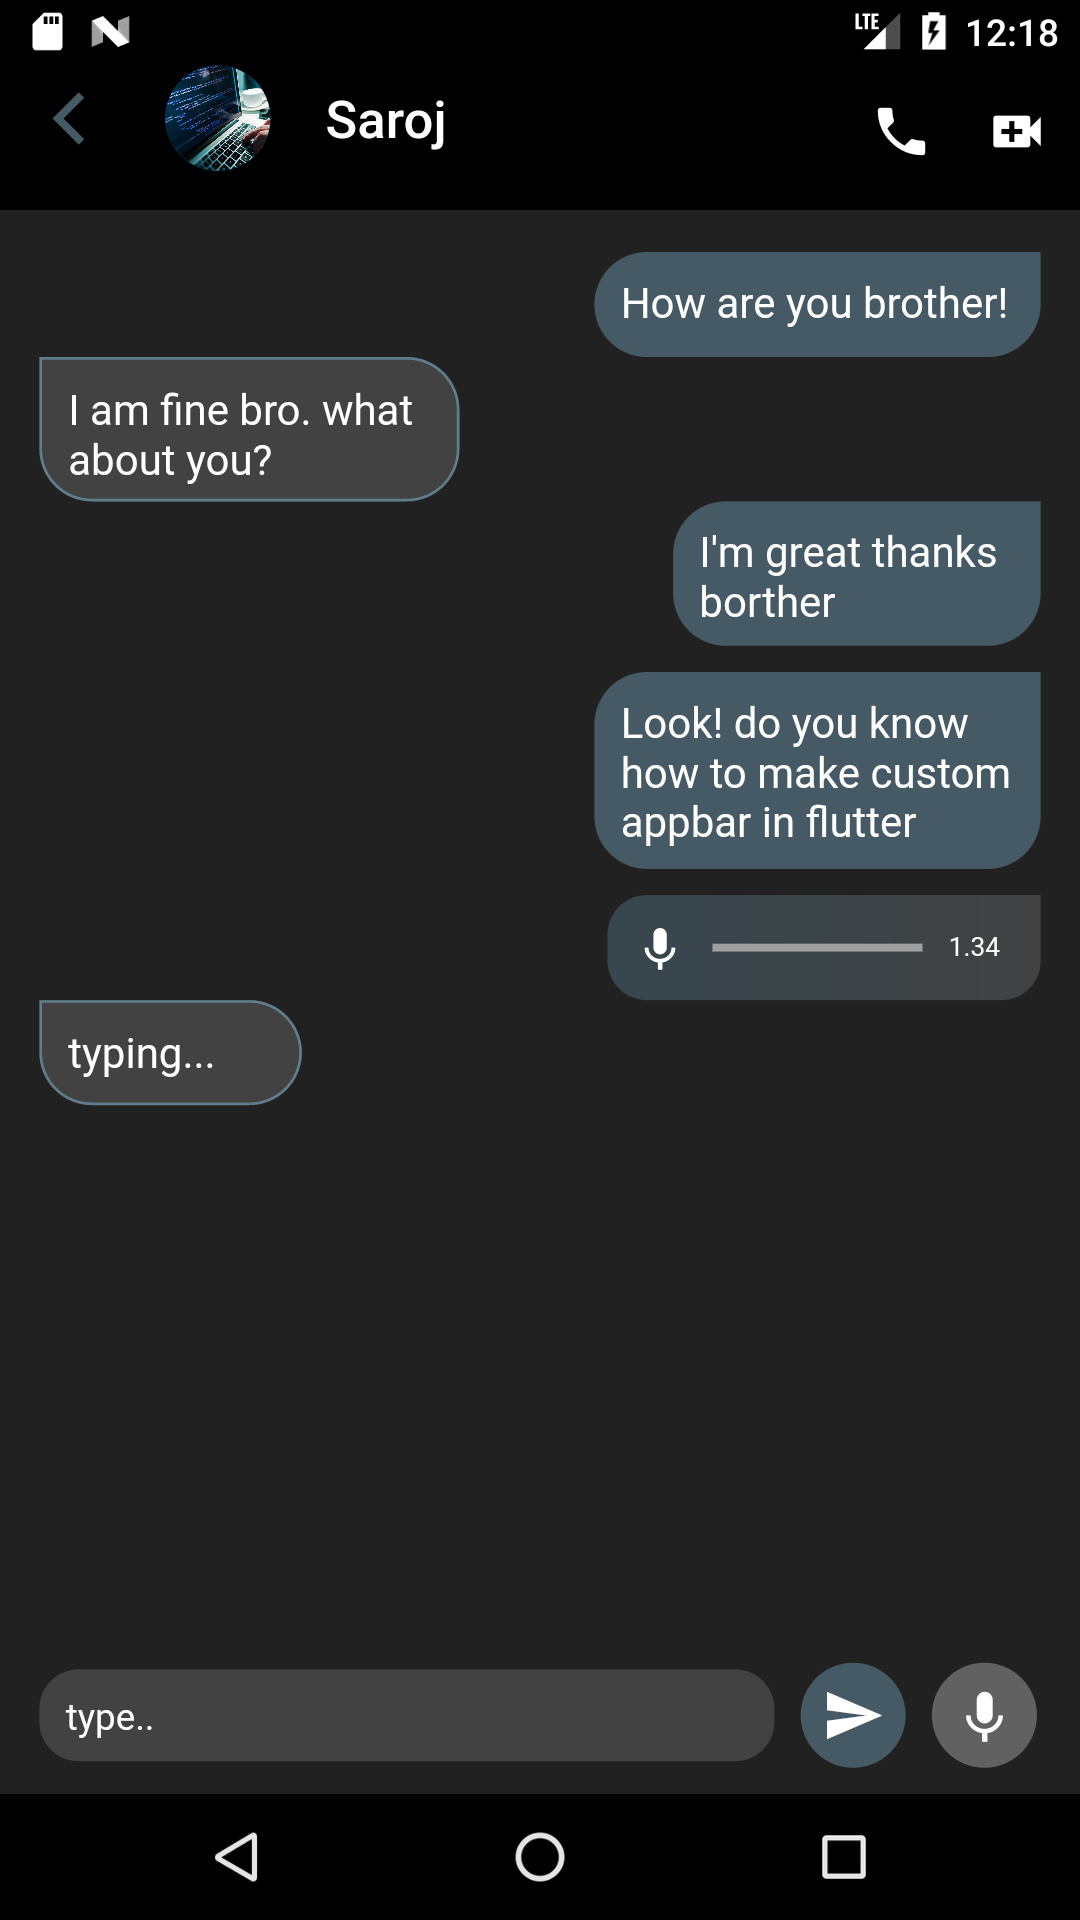 LTE 12:18
Saroj
How are you brother!
I am fine bro. what
about you?
I'm great thanks
borther
Look! do you know
how to make custom
appbar in flutter
1.34
typing...
type..